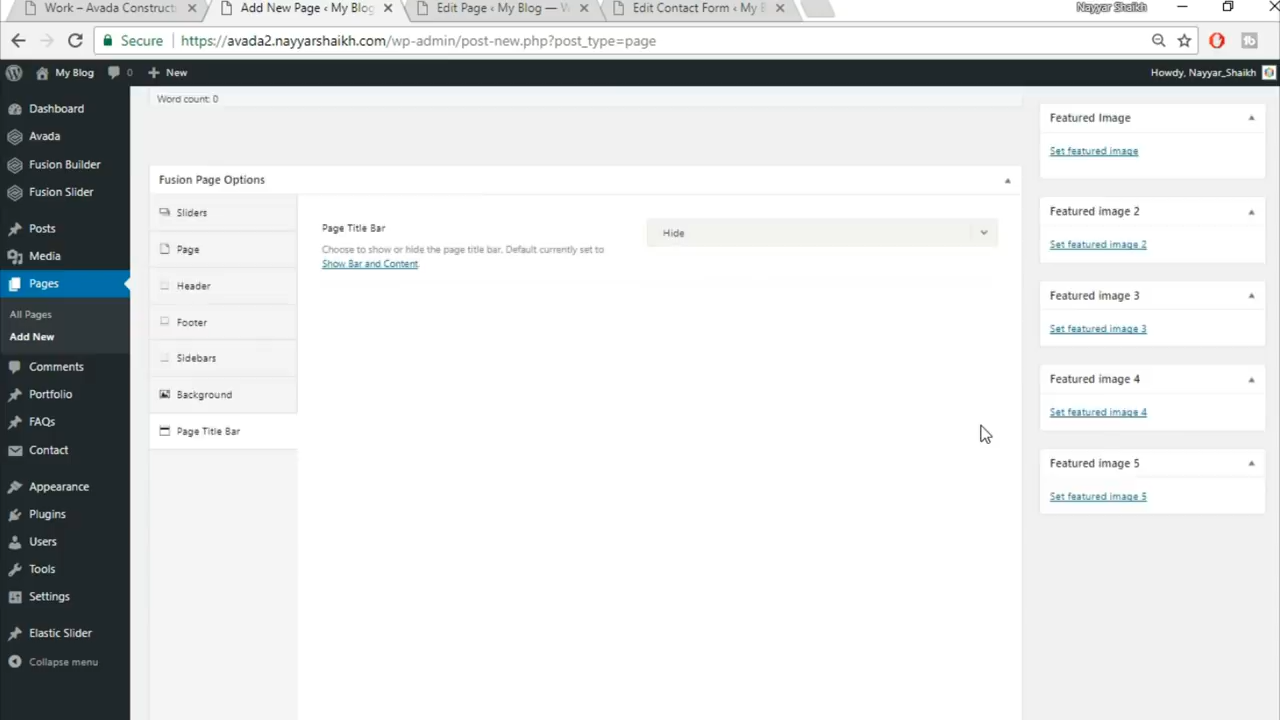 Work – Avada Construct
Add New Page ‹ My Blog
Edit Page ‹ My Blog — W
Edit Contact Form ‹ My B
Nayyar Shaikh
Secure https://avada2.nayyarshaikh.com/wp-admin/post-new.php?post_type=page
My Blog 0 New
Howdy, Nayyar_Shaikh
Dashboard
Avada
Fusion Builder
Fusion Slider
Posts
Media
Pages
All Pages
Add New
Comments
Portfolio
FAQs
Contact
Appearance
Plugins
Users
Tools
Settings
Elastic Slider
Collapse menu
Word count: 0
Fusion Page Options
Sliders
Page
Header
Footer
Sidebars
Background
Page Title Bar
Page Title Bar
Choose to show or hide the page title bar. Default currently set to
Show Bar and Content.
Hide
Featured Image
Set featured image
Featured image 2
Set featured image 2
Featured image 3
Set featured image 3
Featured image 4
Set featured image 4
Featured image 5
Set featured image 5